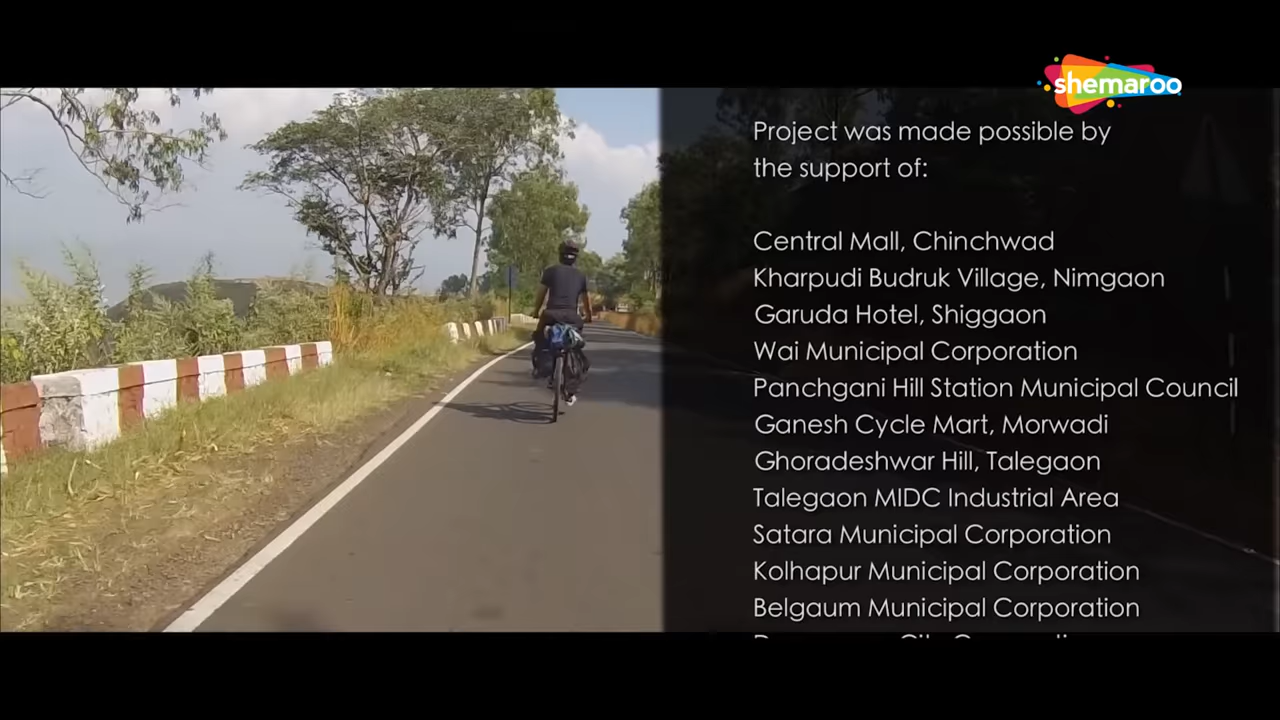 shemaroo
Project was made possible by
the support of:
Central Mall, Chinchwad
Kharpudi Budruk Village, Nimgaon
Garuda Hotel, Shiggaon
Wai Municipal Corporation
Panchgani Hill Station Municipal Council
Ganesh Cycle Mart, Morwadi
Ghoradeshwar Hill, Talegaon
Talegaon MIDC Industrial Area
Satara Municipal Corporation
Kolhapur Municipal Corporation
Belgaum Municipal Corporation